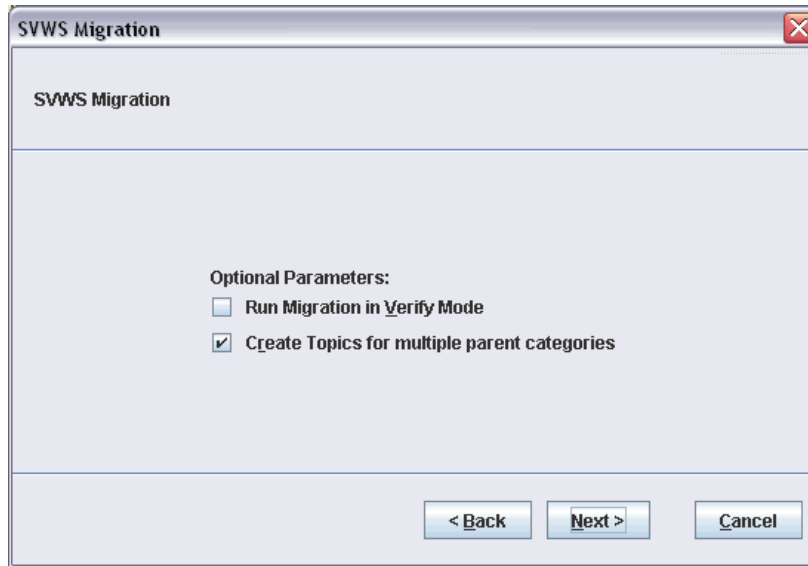 SVWS Migration
SVWS Migration
Optional Parameters:
Run Migration in Verify Mode
Create Topics for multiple parent categories
< Back Next > Cancel